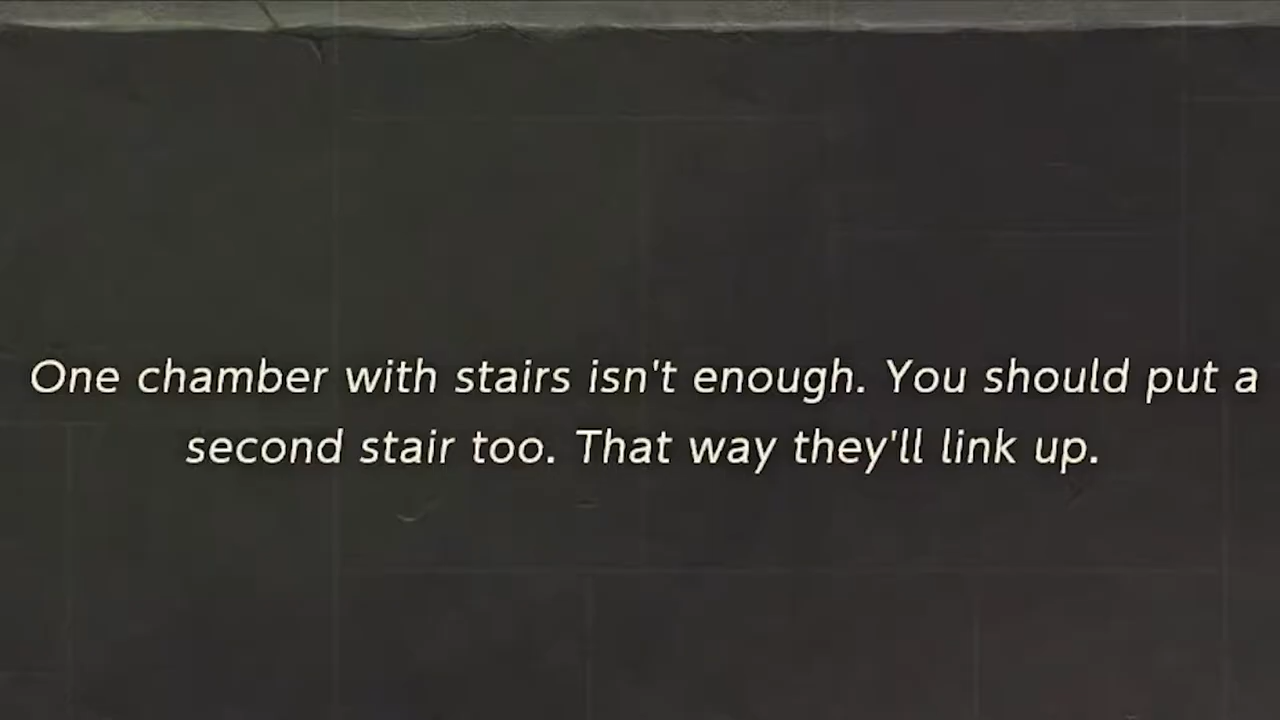 One chamber with stairs isn't enough. You should put a
second stair too. That way they'll link up.